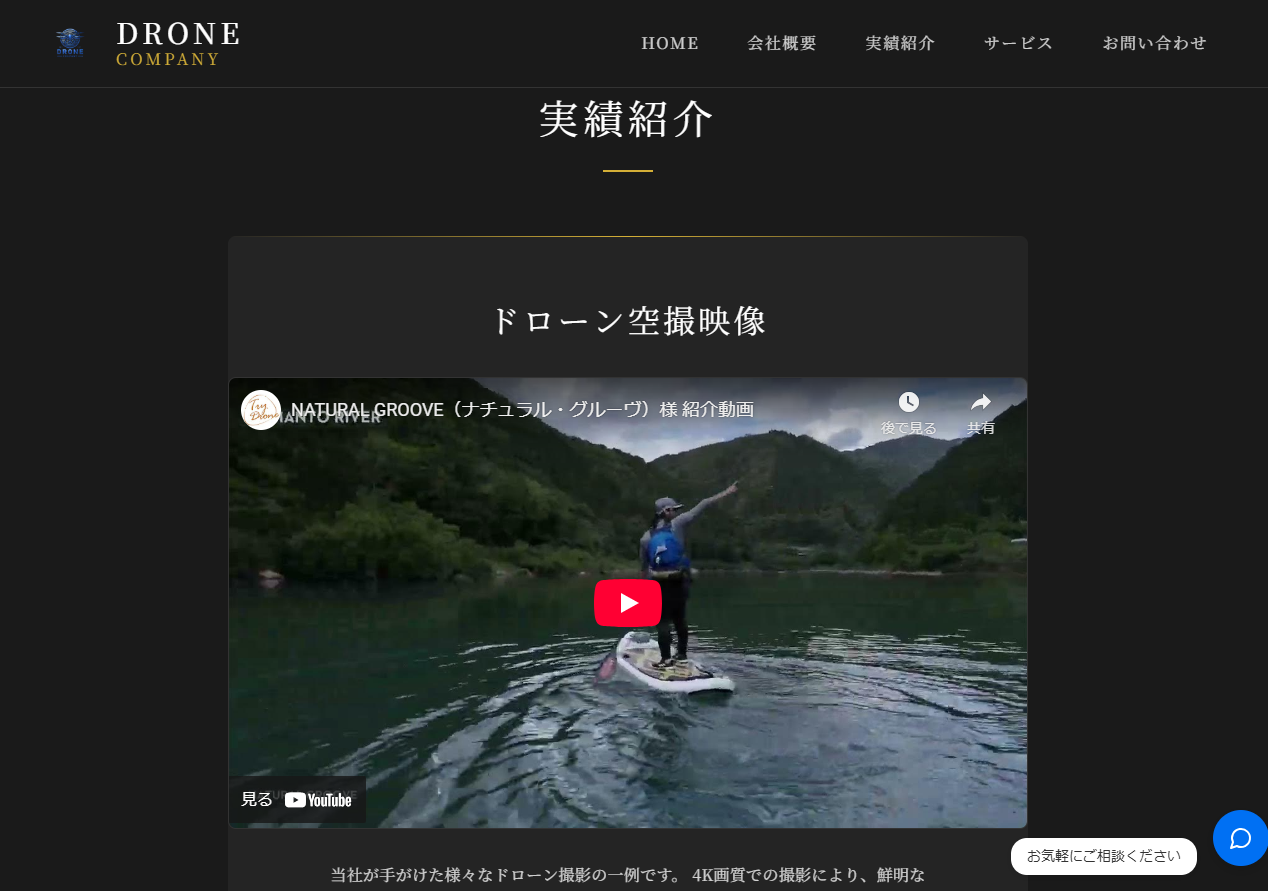 DRONE
COMPANY
DRONE
HOME
会社概要
実績紹介
サービス
お問い合わせ
実績紹介
ドローン空撮映像
Try Drone
NATURAL GROOVE（ナチュラル・グルーヴ）様 紹介動画
後で見る
共有
RIVER
見る YouTube
当社が手がけた様々なドローン撮影の一例です。 4K画質での撮影により、鮮明な
お気軽にご相談ください